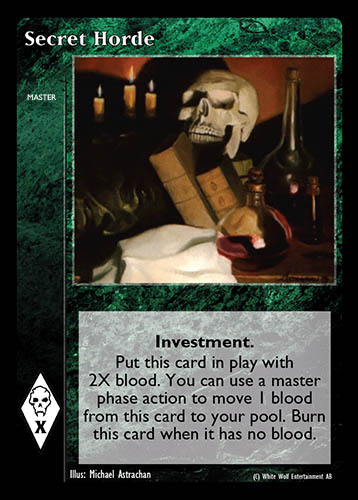 Secret Horde
MASTER
Investment.
Put this card in play with
2X blood. You can use a master
phase action to move 1 blood
from this card to your pool. Burn
this card when it has no blood.
X
Illus: Michael Astrachan
(C) White Wolf Entertainment AB